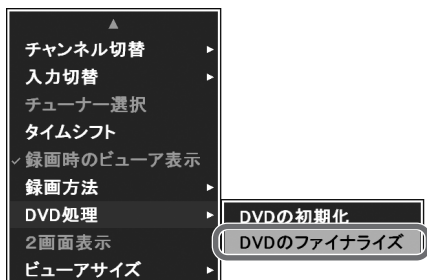 チャンネル切替
入力切替
チューナー選択
タイムシフト
✓録画時のビューア表示
録画方法
DVD処理
DVDの初期化
2画面表示
DVDのファイナライズ
ビューアサイズ